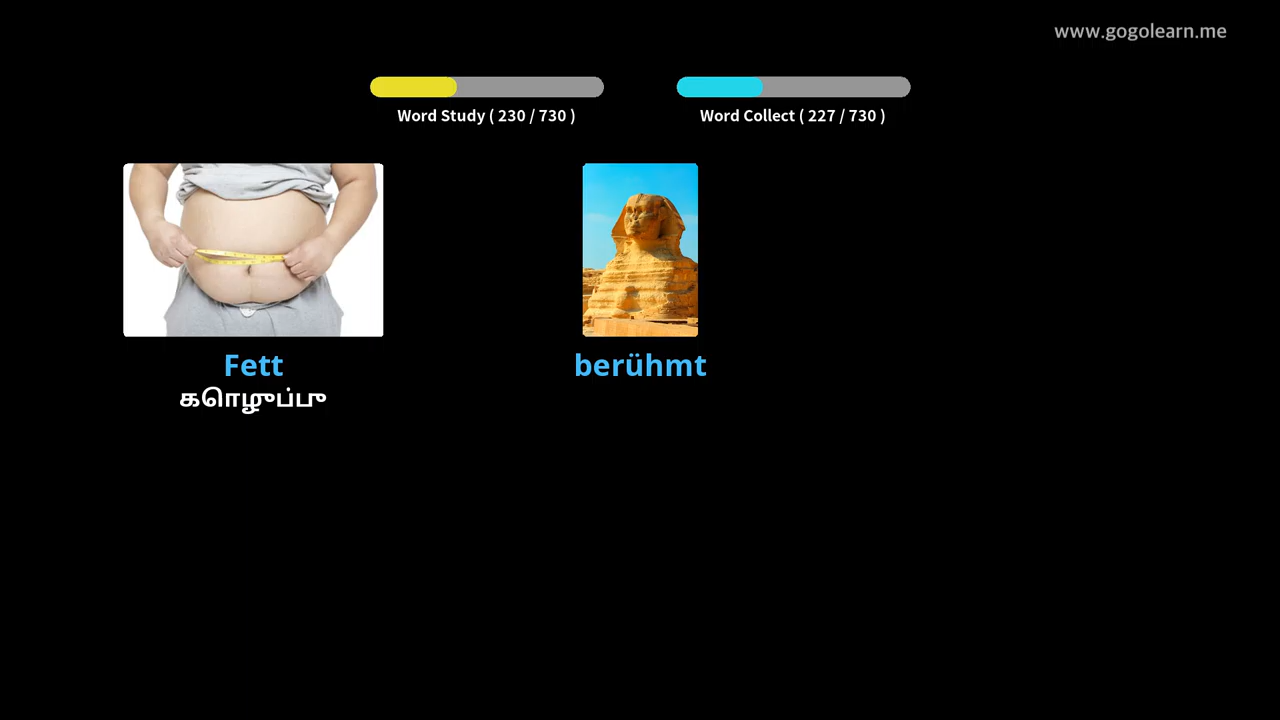 www.gogolearn.me
Word Study ( 230 / 730 )
Word Collect ( 227 / 730 )
Fett
berühmt
கொழுப்பு